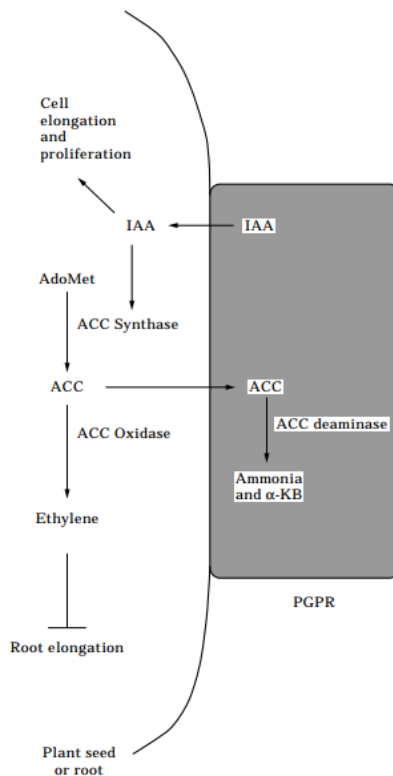 Cell
elongation
and
proliferation
IAA
IAA
AdoMet
ACC Synthase
ACC
ACC
ACC deaminase
ACC Oxidase
Ammonia
and α-KB
Ethylene
PGPR
Root elongation
Plant seed
or root